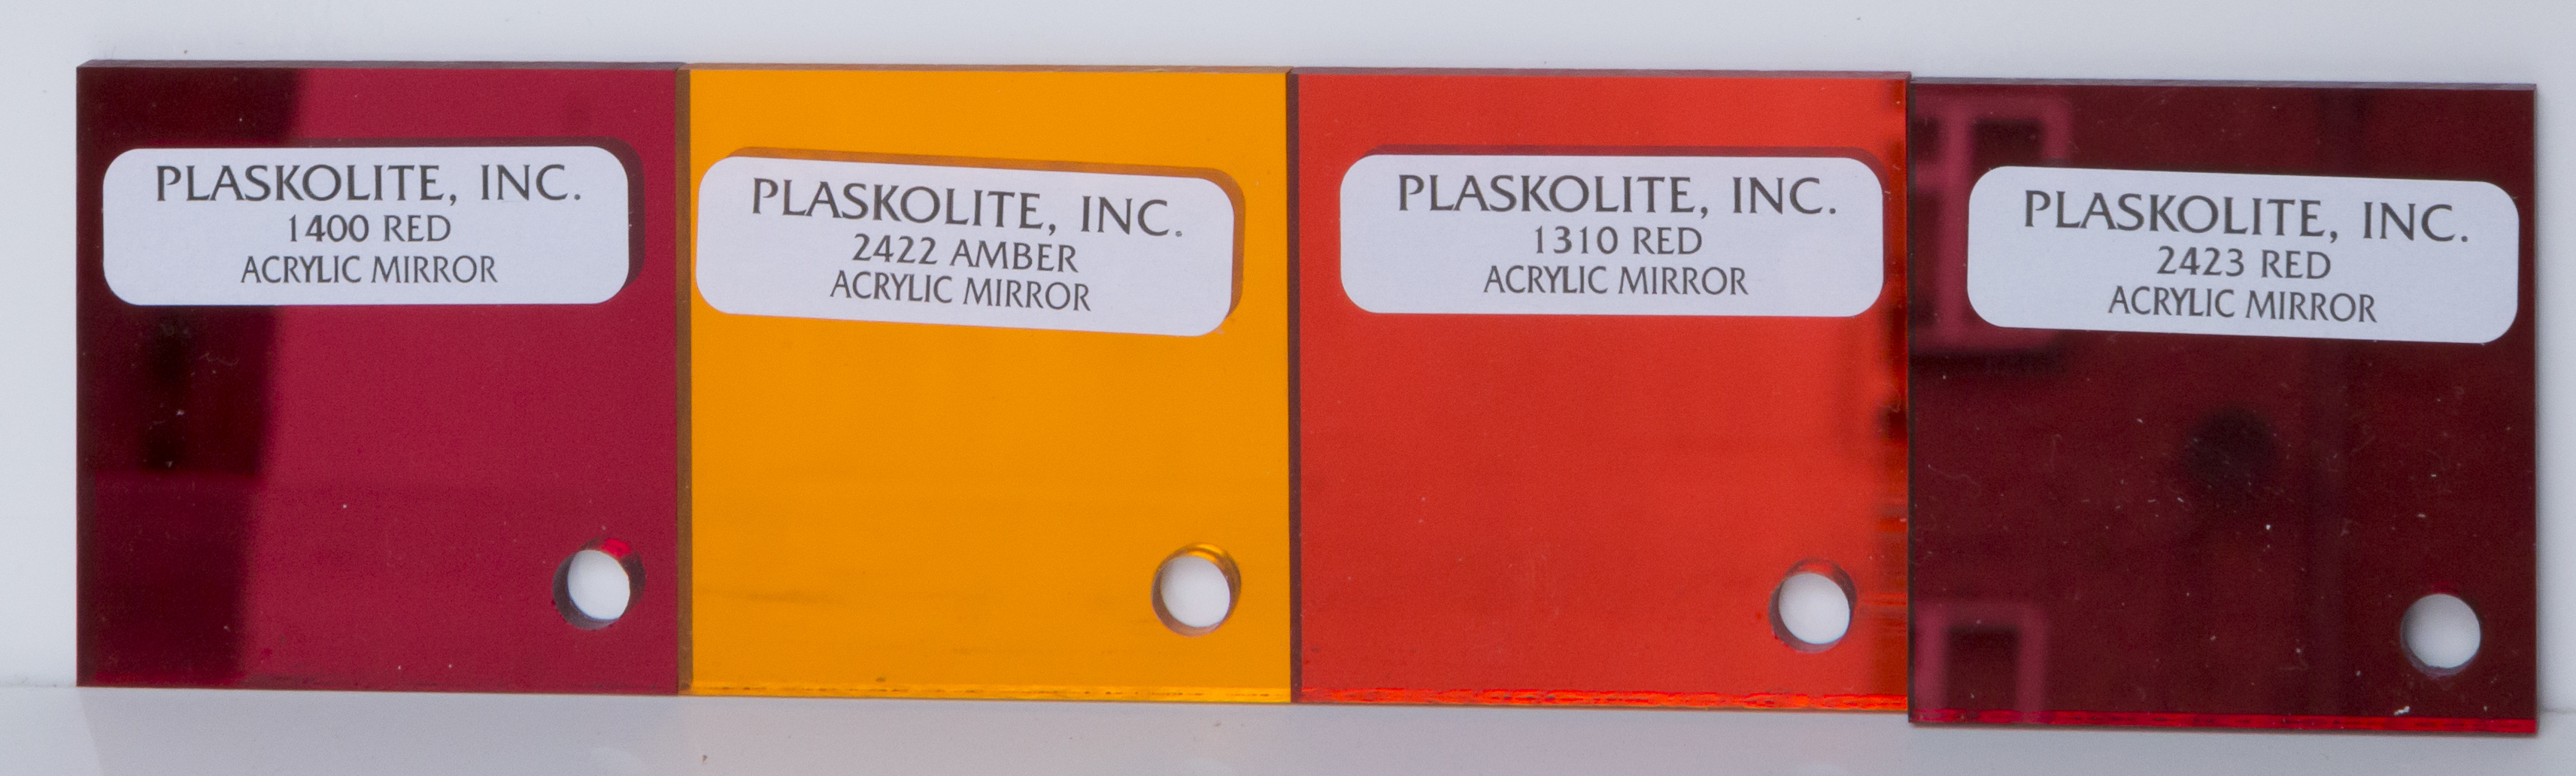 PLASKOLITE, INC.
1400 RED
ACRYLIC MIRROR
PLASKOLITE, INC.
2422 AMBER
ACRYLIC MIRROR
PLASKOLITE, INC.
1310 RED
ACRYLIC MIRROR
PLASKOLITE, INC.
2423 RED
ACRYLIC MIRROR